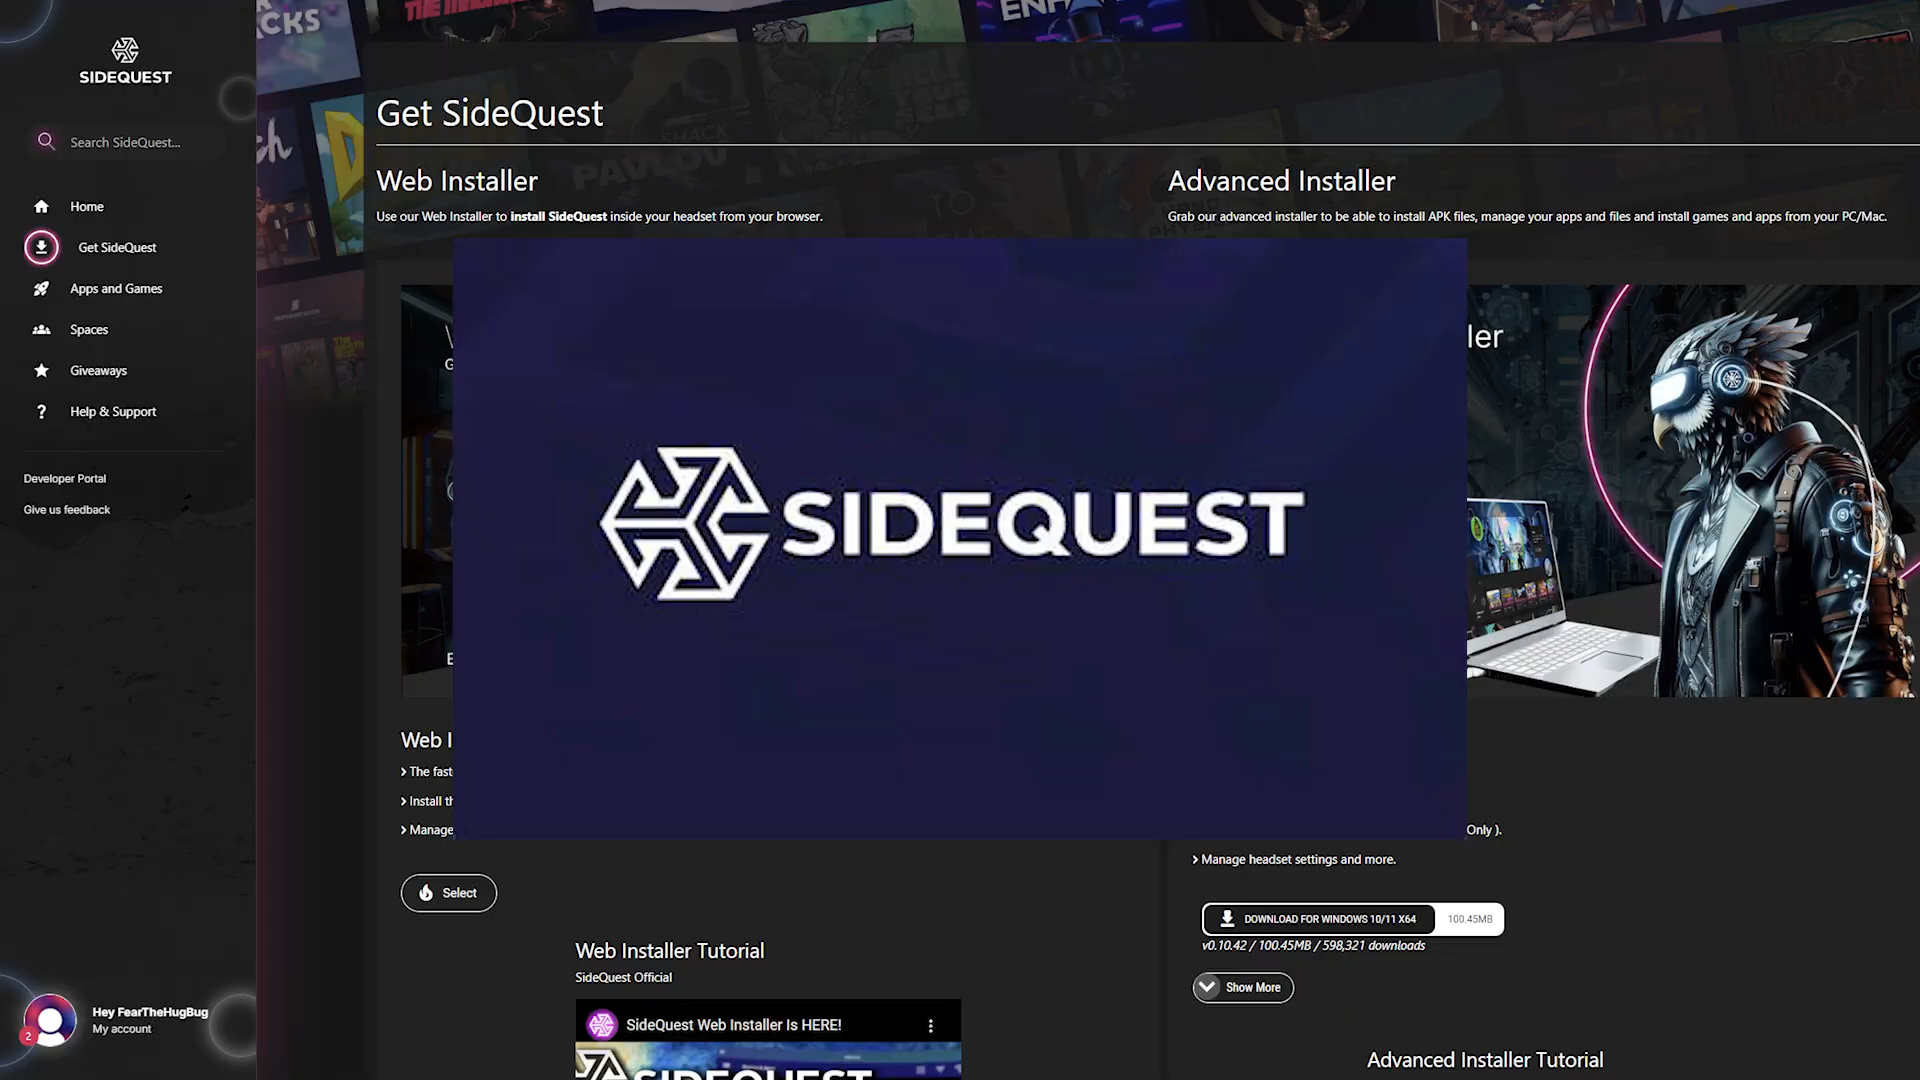 SIDEQUEST
Search SideQuest...
Home
Get SideQuest
Apps and Games
Spaces
Giveaways
Help & Support
Developer Portal
Give us feedback
2
Hey FearTheHugBug
My account
Get SideQuest
Web Installer
Use our Web Installer to install SideQuest inside your headset from your browser.
Advanced Installer
Grab our advanced installer to be able to install APK files, manage your apps and files and install games and apps from your PC/Mac.
SIDEQUEST
ler
Web I
The fast
Install th
Manage
Select
Web Installer Tutorial
SideQuest Official
SideQuest Web Installer Is HERE!
SIDEQUEST
Only ).
Manage headset settings and more.
DOWNLOAD FOR WINDOWS 10/11 X64 100.45MB
v0.10.42 / 100.45MB / 598,321 downloads
Show More
Advanced Installer Tutorial